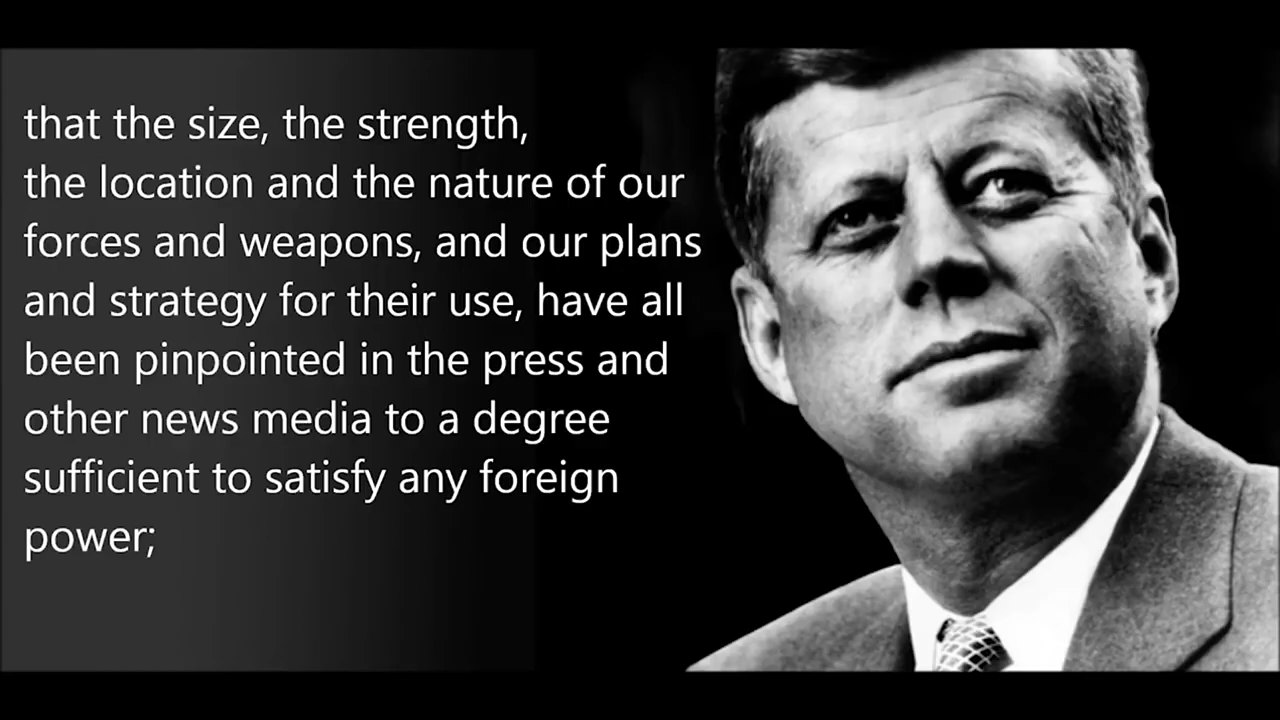 that the size, the strength,
the location and the nature of our
forces and weapons, and our plans
and strategy for their use, have all
been pinpointed in the press and
other news media to a degree
sufficient to satisfy any foreign
power;